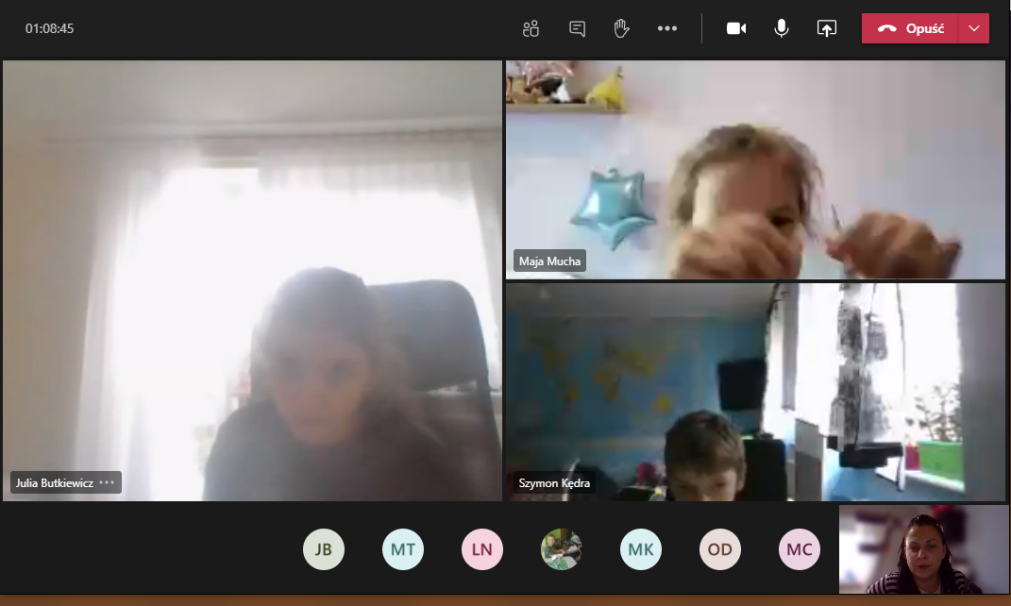 01:08:45
Opuść
Maja Mucha
Julia Butkiewicz
Szymon Kędra
JB
MT
LN
MK
OD
MC